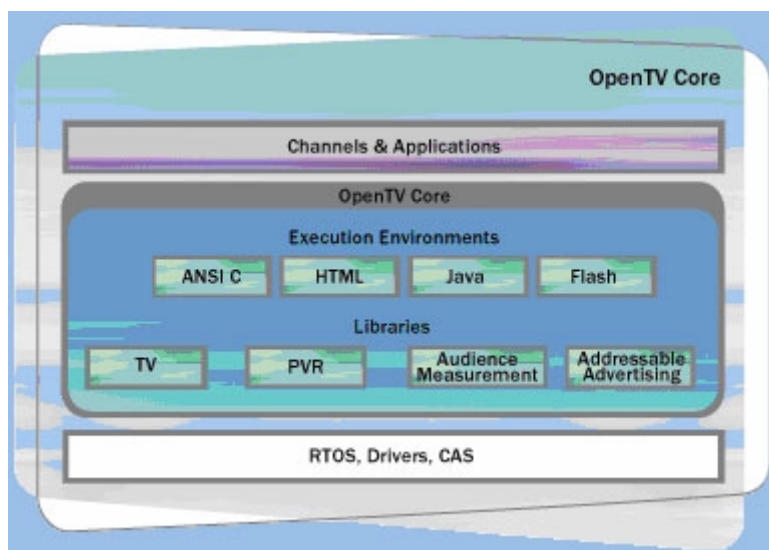 OpenTV Core
Channels & Applications
OpenTV Core
Execution Environments
ANSI C
HTML
Java
Flash
Libraries
TV
PVR
Audience
Measurement
Addressable
Advertising
RTOS, Drivers, CAS